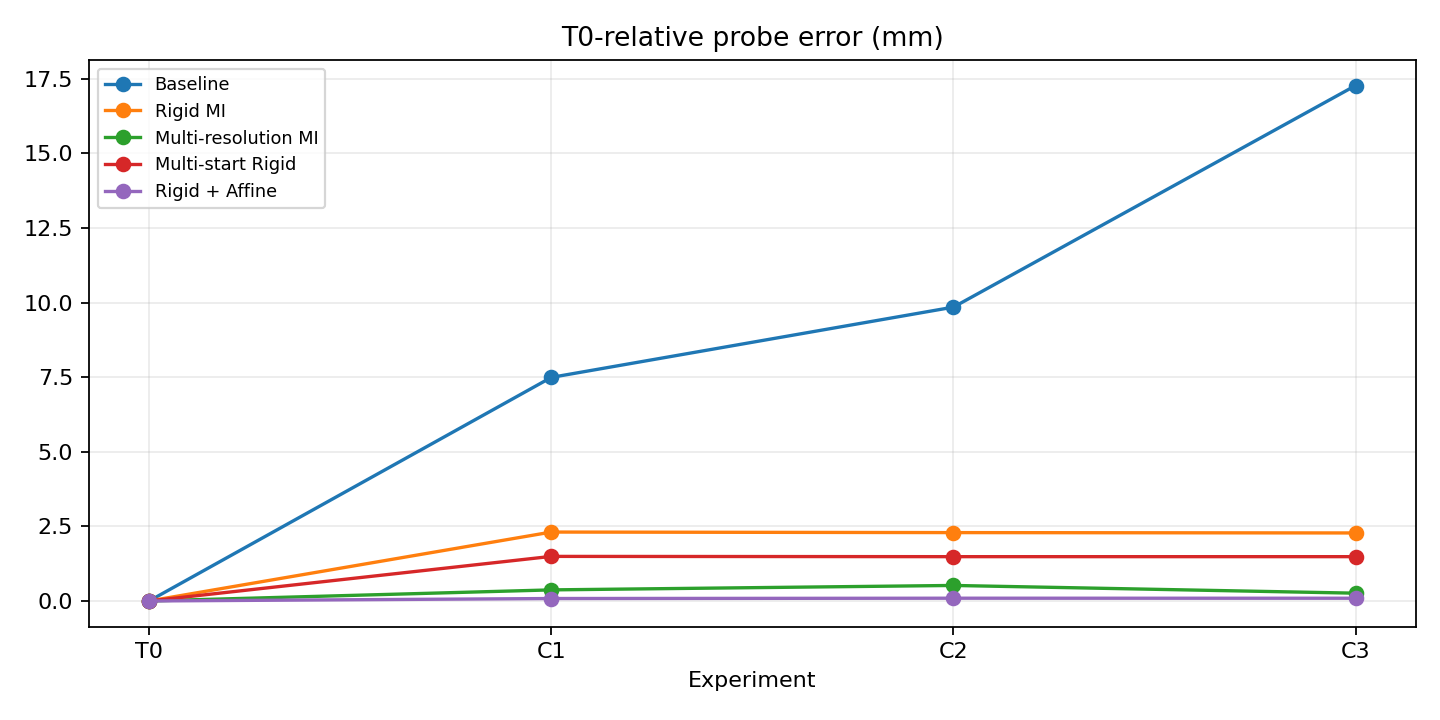 T0-relative probe error (mm)
17.5
15.0
12.5
10.0
7.5
5.0
2.5
0.0
Baseline
Rigid MI
Multi-resolution MI
Multi-start Rigid
Rigid + Affine
T0 C1 C2 C3
Experiment